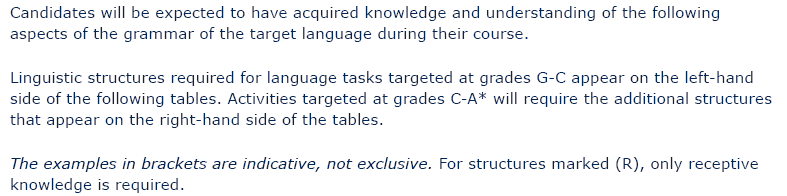 Candidates will be expected to have acquired knowledge and understanding of the following
aspects of the grammar of the target language during their course.
Linguistic structures required for language tasks targeted at grades G-C appear on the left-hand
side of the following tables. Activities targeted at grades C-A* will require the additional structures
that appear on the right-hand side of the tables.
The examples in brackets are indicative, not exclusive. For structures marked (R), only receptive
knowledge is required.